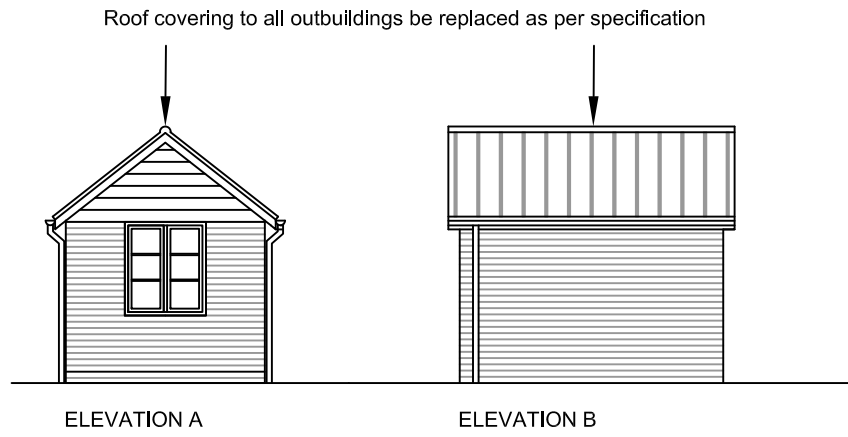 Roof covering to all outbuildings be replaced as per specification
ELEVATION A
ELEVATION B